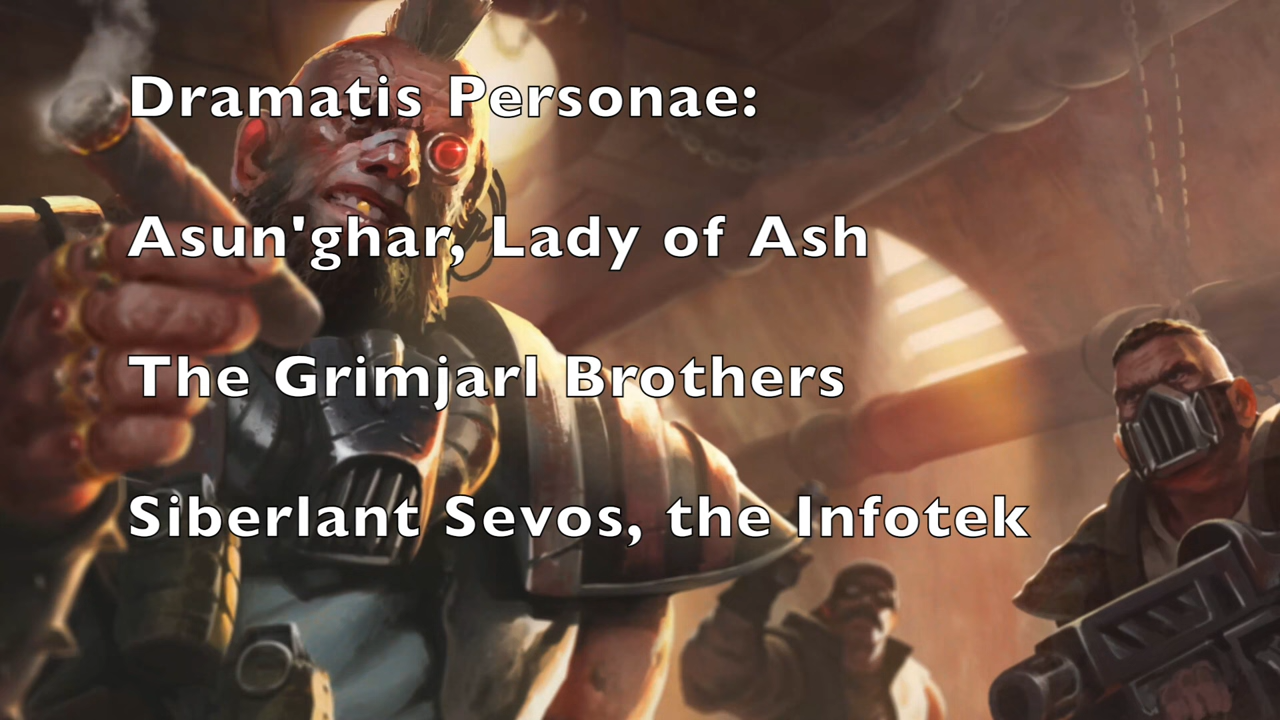 Dramatis Personae:
Asun'ghar, Lady of Ash
The Grimjarl Brothers
Siberlant Sevos, the Infotek